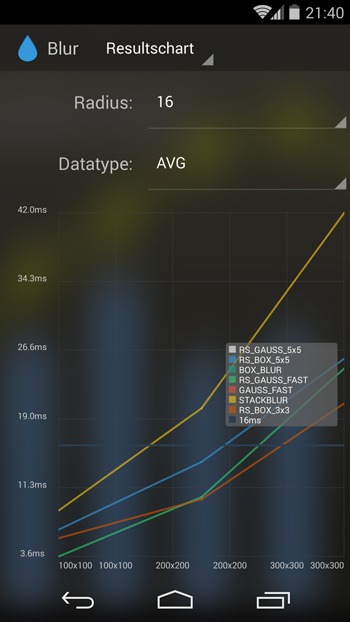 21:40
Blur
Resultschart
Radius: 16
Datatype: AVG
42.0ms
34.3ms
26.6ms
19.0ms
11.3ms
3.6ms
RS_GAUSS_5x5
RS_BOX_5x5
BOX_BLUR
RS_GAUSS_FAST
GAUSS_FAST
STACKBLUR
RS_BOX_3x3
16ms
100x100 100x100 200x200 200x200 300x300 300x300